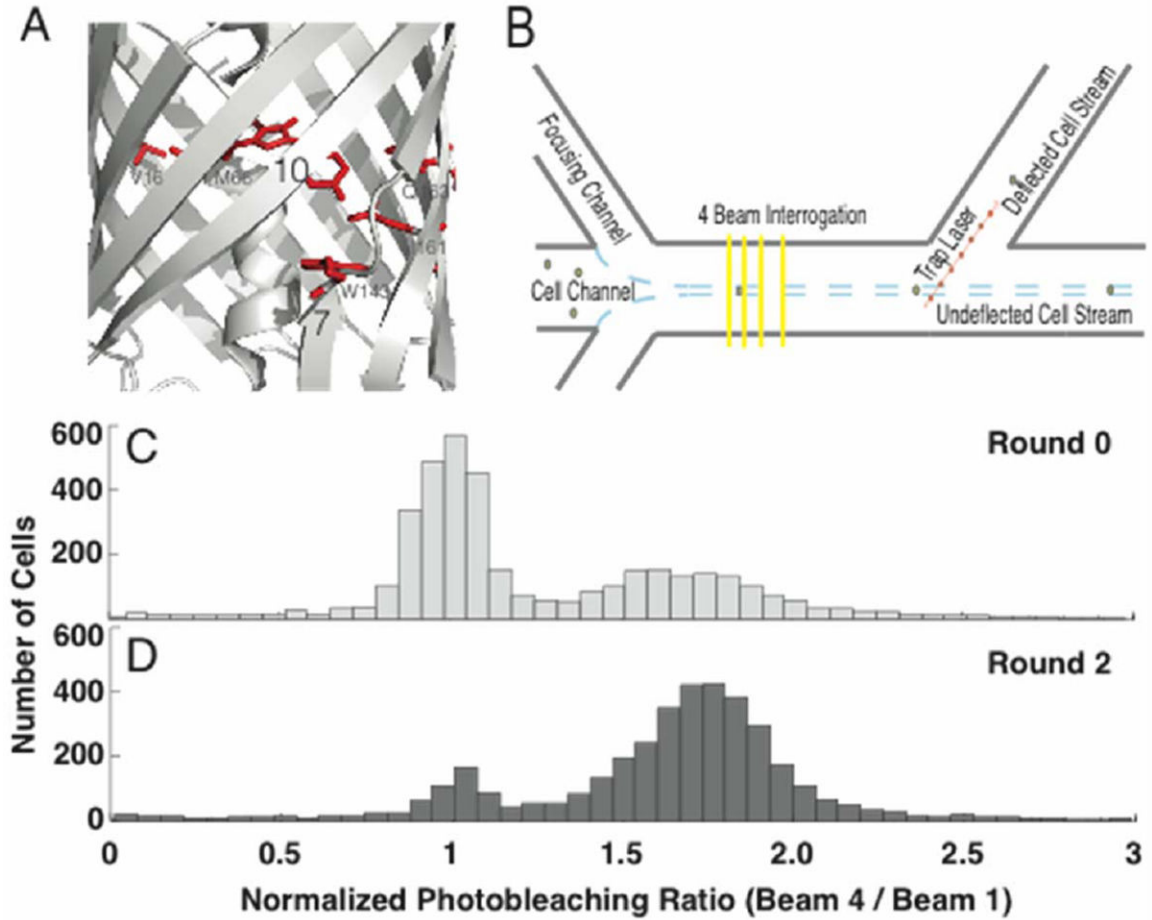 A
V16
10
W143
7
B
Focusing Channel
4 Beam Interrogation
Cell Channel
Trap Laser
Deflected Cell Stream
Undeflected Cell Stream
C
Round 0
600
400
200
D
Round 2
600
400
200
0
Number of Cells
0 0.5 1 1.5 2.0 2.5 3
Normalized Photobleaching Ratio (Beam 4 / Beam 1)